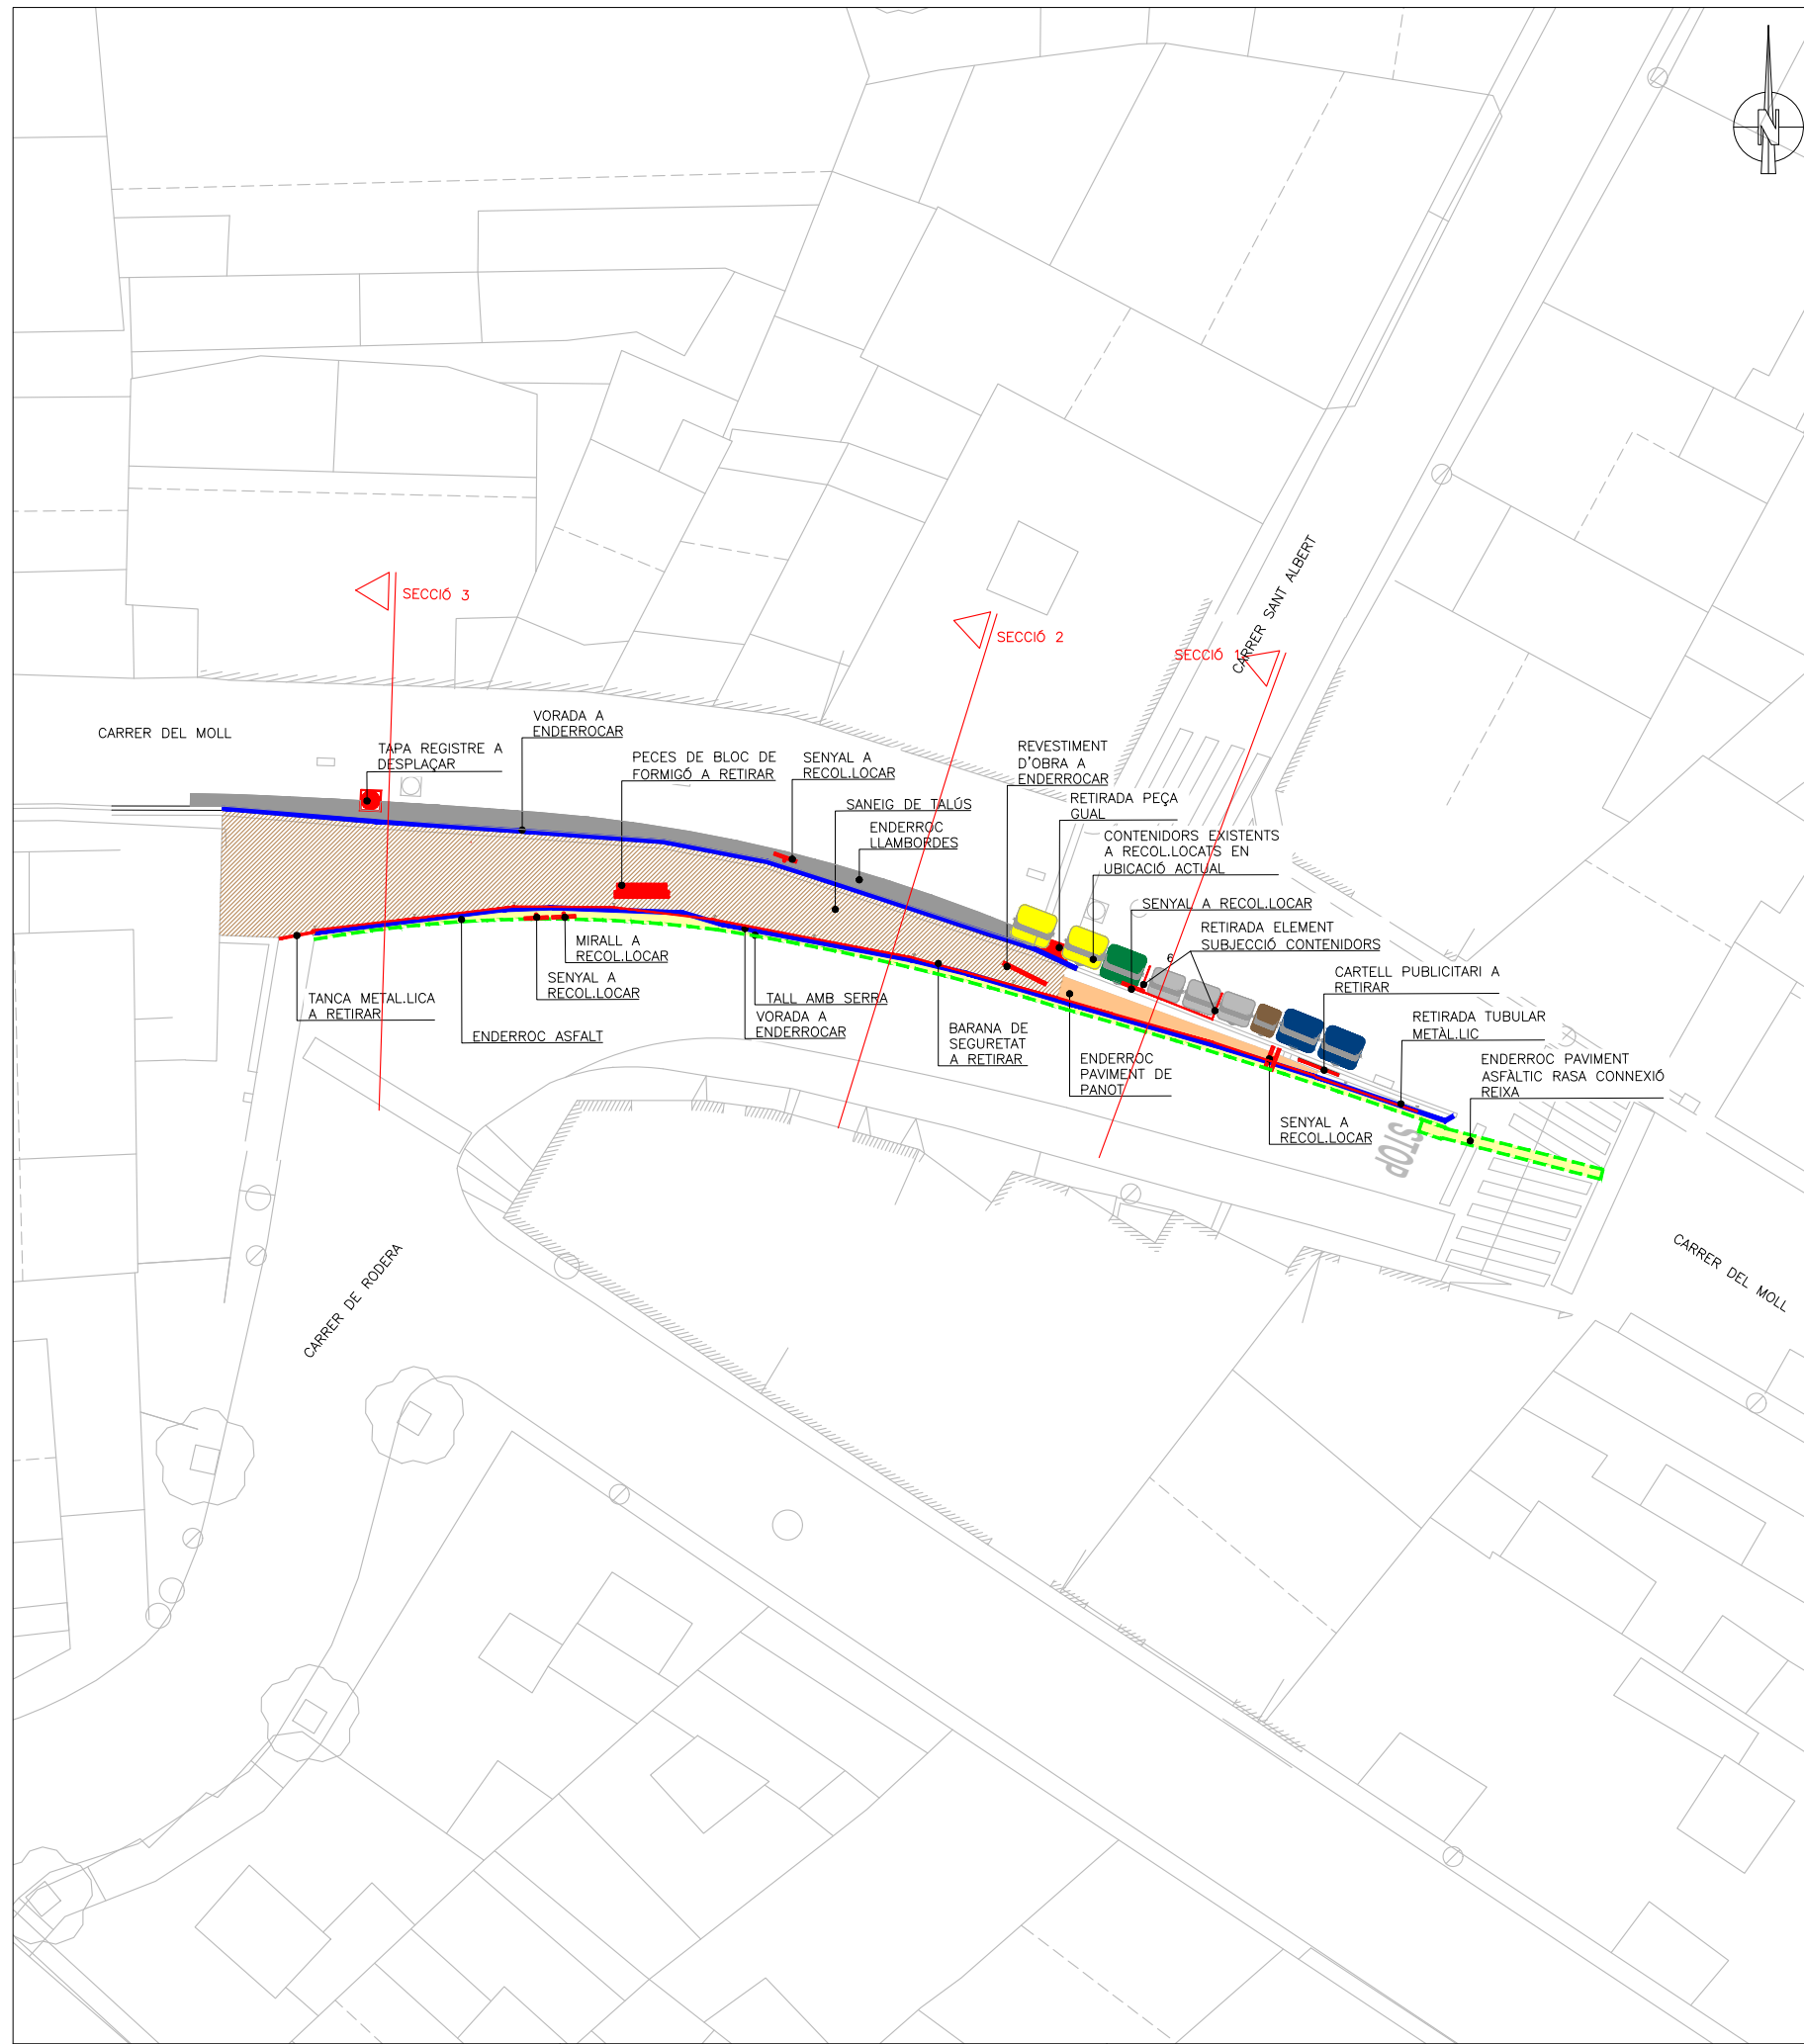 N
CARRER SANT ALBERT
SECCIÓ 3
SECCIÓ 2
SECCIÓ 1
CARRER DEL MOLL
VORADA A
ENDERROCAR
TAPA REGISTRE A
DESPLAÇAR
PECES DE BLOC DE
FORMIGÓ A RETIRAR
SENYAL A
RECOL.LOCAR
REVESTIMENT
D'OBRA A
ENDERROCAR
SANEIG DE TALÚS
RETIRADA PEÇA
GUAL
ENDERROC
LLAMBORDES
CONTENIDORS EXISTENTS
A RECOL.LOCATS EN
UBICACIÓ ACTUAL
SENYAL A RECOL.LOCAR
RETIRADA ELEMENT
SUBJECCIÓ CONTENIDORS
6
MIRALL A
RECOL.LOCAR
SENYAL A
RECOL.LOCAR
CARTELL PUBLICITARI A
RETIRAR
TANCA METAL.LICA
A RETIRAR
TALL AMB SERRA
VORADA A
ENDERROCAR
RETIRADA TUBULAR
METÀL.LIC
ENDERROC ASFALT
BARANA DE
SEGURETAT
A RETIRAR
ENDERROC
PAVIMENT DE
PANOT
ENDERROC PAVIMENT
ASFÀLTIC RASA CONNEXIÓ
REIXA
SENYAL A
RECOL.LOCAR
STOP
CARRER DE RODERA
CARRER DEL MOLL